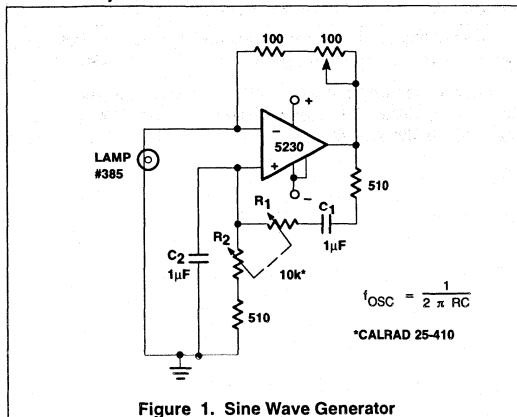 100
100
+
−
5230
+
−
LAMP
#385
510
R1
C1
1μF
R2
C2
1μF
10k*
510
fOSC = 1 / 2 π RC
*CALRAD 25-410
Figure 1. Sine Wave Generator